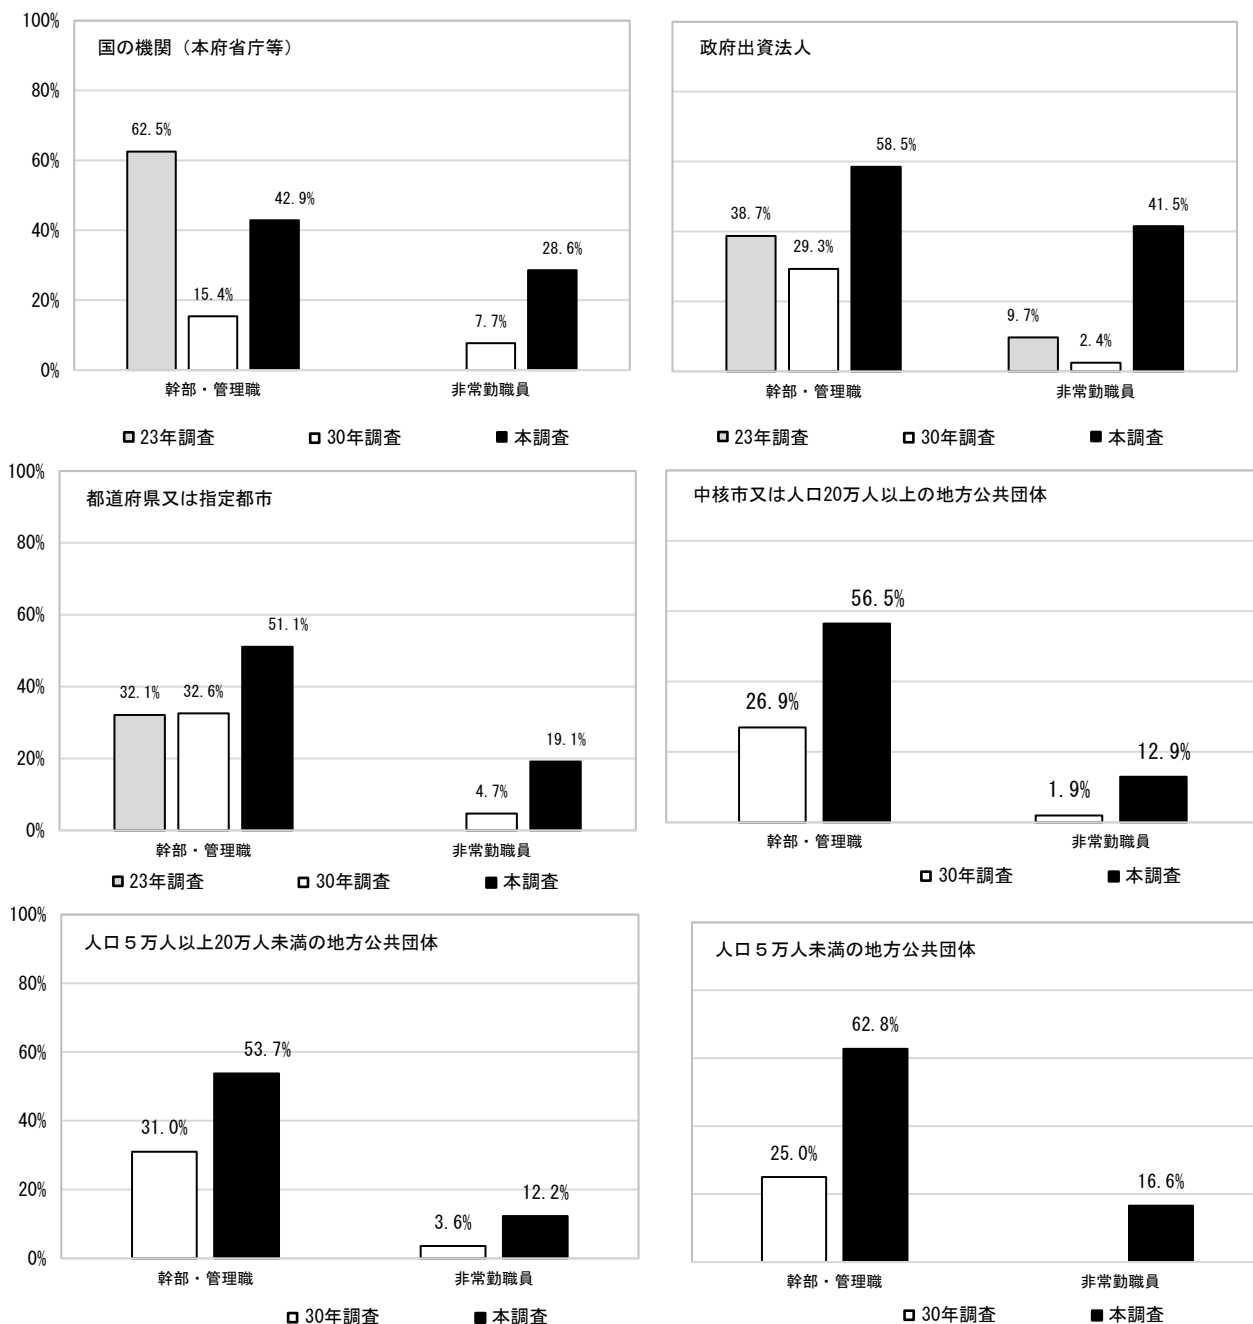 国の機関（本府省庁等）
100%
80%
60%
40%
20%
0%
62.5%
15.4%
42.9%
7.7%
28.6%
幹部・管理職
非常勤職員
23年調査
30年調査
本調査
政府出資法人
38.7%
29.3%
58.5%
9.7%
2.4%
41.5%
幹部・管理職
非常勤職員
23年調査
30年調査
本調査
都道府県又は指定都市
100%
80%
60%
40%
20%
0%
32.1%
32.6%
51.1%
4.7%
19.1%
幹部・管理職
非常勤職員
23年調査
30年調査
本調査
中核市又は人口20万人以上の地方公共団体
26.9%
56.5%
1.9%
12.9%
幹部・管理職
非常勤職員
30年調査
本調査
人口５万人以上20万人未満の地方公共団体
100%
80%
60%
40%
20%
0%
31.0%
53.7%
3.6%
12.2%
幹部・管理職
非常勤職員
30年調査
本調査
人口５万人未満の地方公共団体
25.0%
62.8%
16.6%
幹部・管理職
非常勤職員
30年調査
本調査